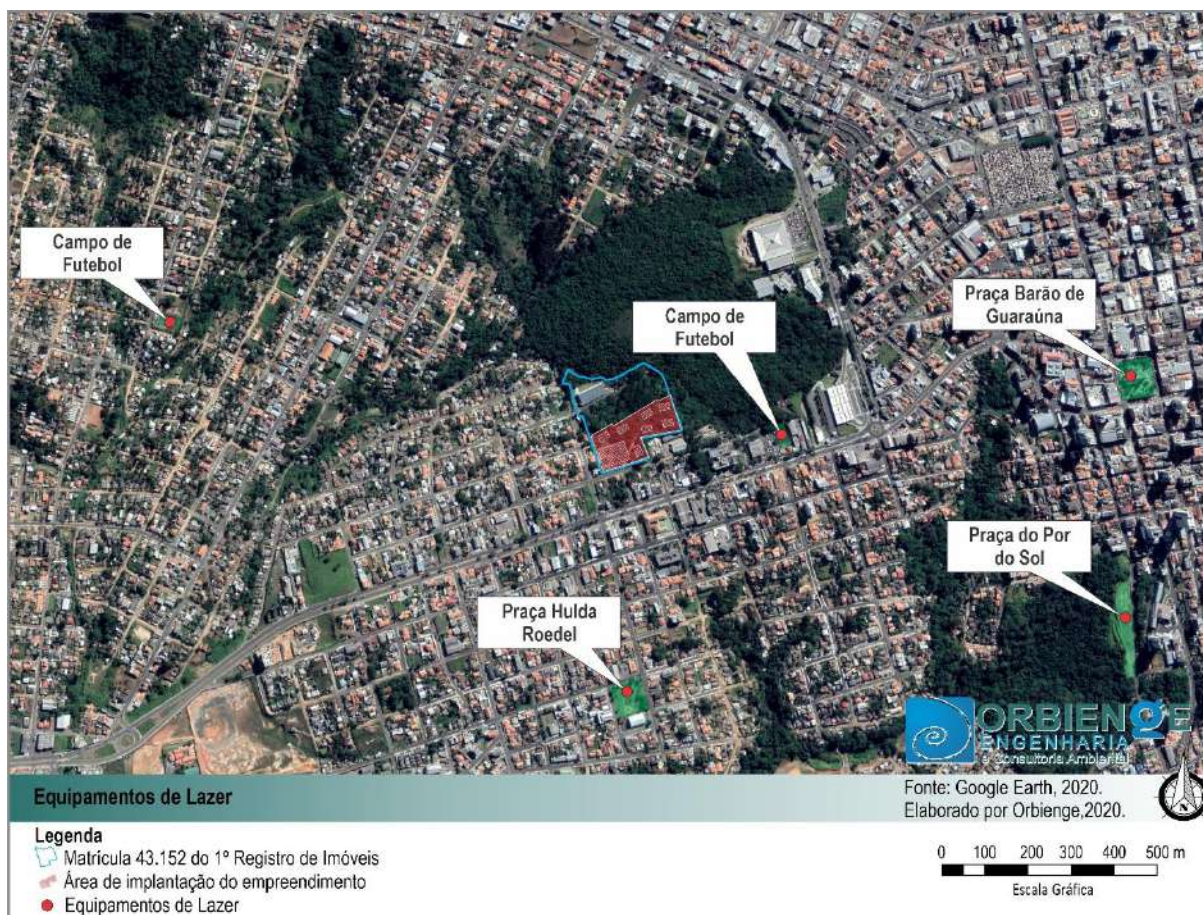 Campo de
Futebol
Campo de
Futebol
Praça Barão de
Guaraúna
Praça do Por
do Sol
Praça Hulda
Roedel
ORBIENGE
ENGENHARIA
e Consultoria Ambiental
Equipamentos de Lazer
Fonte: Google Earth, 2020.
Elaborado por Orbienge,2020.
Legenda
Matrícula 43.152 do 1º Registro de Imóveis
Área de implantação do empreendimento
Equipamentos de Lazer
0 100 200 300 400 500 m
Escala Gráfica